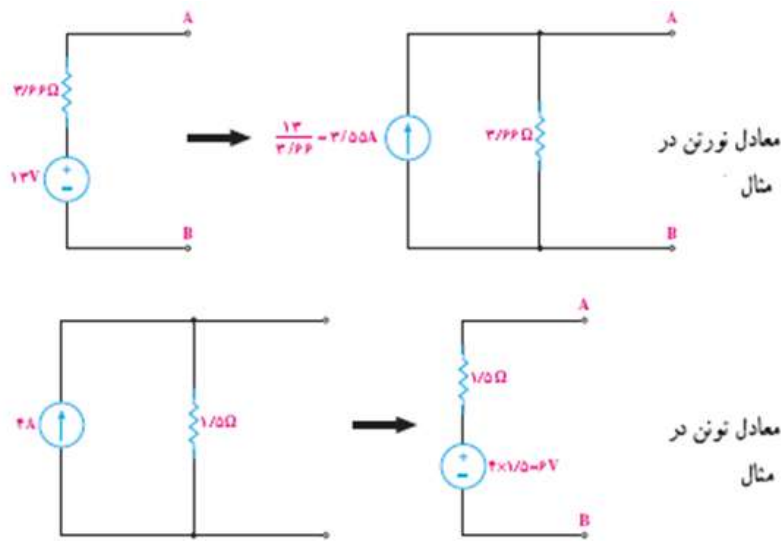 A
A
۳/۶۶Ω
۱۳/۳/۶۶ = ۳/۵۵A
۳/۶۶Ω
معادل نورتن در
مثال
۱۳V
+
-
B
B
A
۴A
۱/۵Ω
۱/۵Ω
معادل تونن در
مثال
+
-
۴×۱/۵=۶V
B